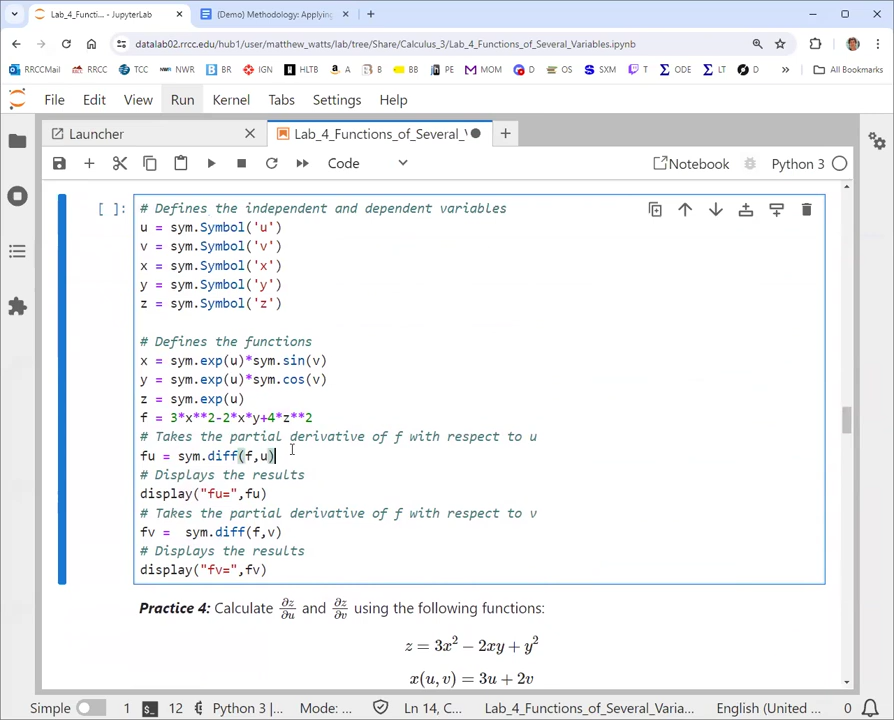 Lab_4_Functi... - JupyterLab
(Demo) Methodology: Applying
datalab02.rrcc.edu/hub1/user/matthew_watts/lab/tree/Share/Calculus_3/Lab_4_Functions_of_Several_Variables.ipynb
RRCCMail RRCC TCC NWR BR IGN HLTB A B BB PE MOM D OS SXM T ODE LT D » All Bookmarks
File Edit View Run Kernel Tabs Settings Help
Launcher Lab_4_Functions_of_Several_
Code Notebook Python 3
[ ]: # Defines the independent and dependent variables
u = sym.Symbol('u')
v = sym.Symbol('v')
x = sym.Symbol('x')
y = sym.Symbol('y')
z = sym.Symbol('z')
# Defines the functions
x = sym.exp(u)*sym.sin(v)
y = sym.exp(u)*sym.cos(v)
z = sym.exp(u)
f = 3*x**2-2*x*y+4*z**2
# Takes the partial derivative of f with respect to u
fu = sym.diff(f,u)
# Displays the results
display("fu=",fu)
# Takes the partial derivative of f with respect to v
fv =  sym.diff(f,v)
# Displays the results
display("fv=",fv)
Practice 4: Calculate ∂z/∂u and ∂z/∂v using the following functions:
z = 3x² − 2xy + y²
x(u, v) = 3u + 2v
Simple 1 12 Python 3 |... Mode: ... Ln 14, C... Lab_4_Functions_of_Several_Varia... English (United ... 0